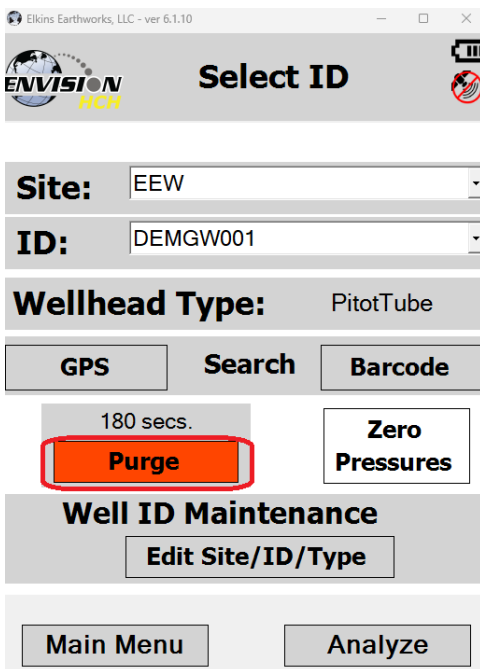 Elkins Earthworks, LLC - ver 6.1.10
ENVISION
HCH
Select ID
Site: EEW
ID: DEMGW001
Wellhead Type: PitotTube
GPS Search Barcode
180 secs.
Purge
Zero
Pressures
Well ID Maintenance
Edit Site/ID/Type
Main Menu Analyze